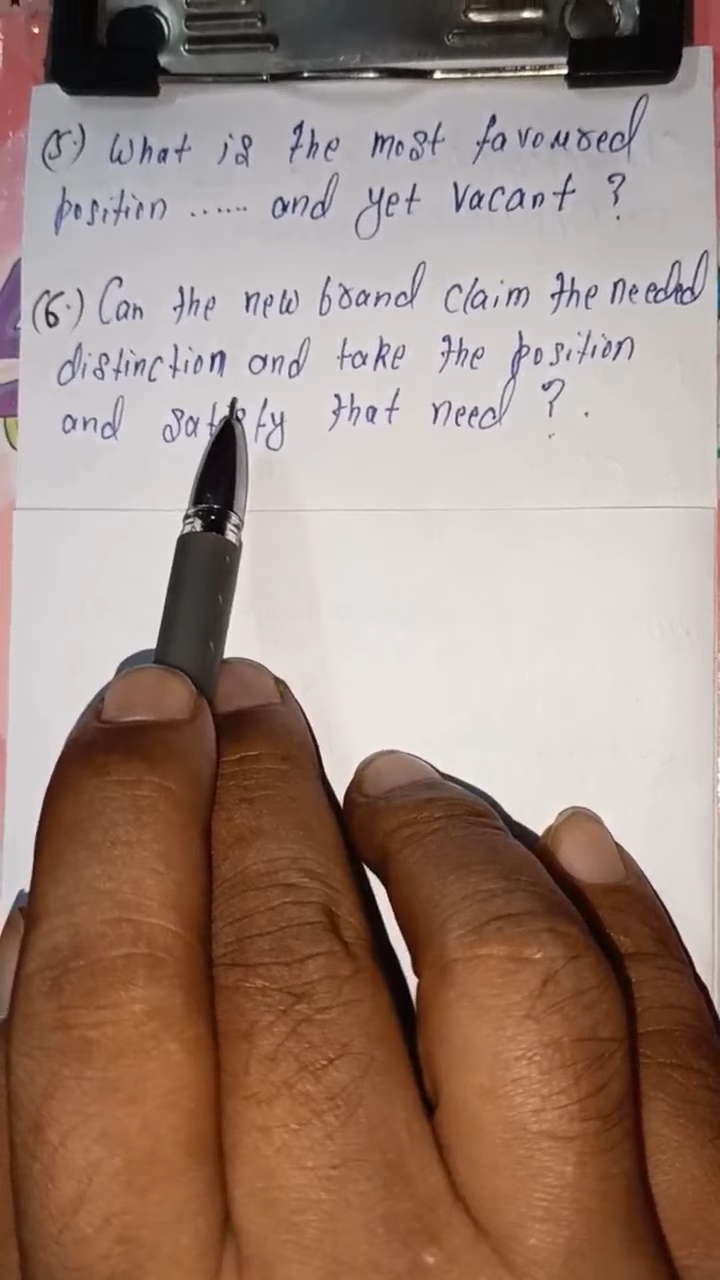 (5.) What is the most favoured
position ...... and yet vacant ?
(6.) Can the new brand claim the needed
distinction and take the position
and satisfy that need ? .